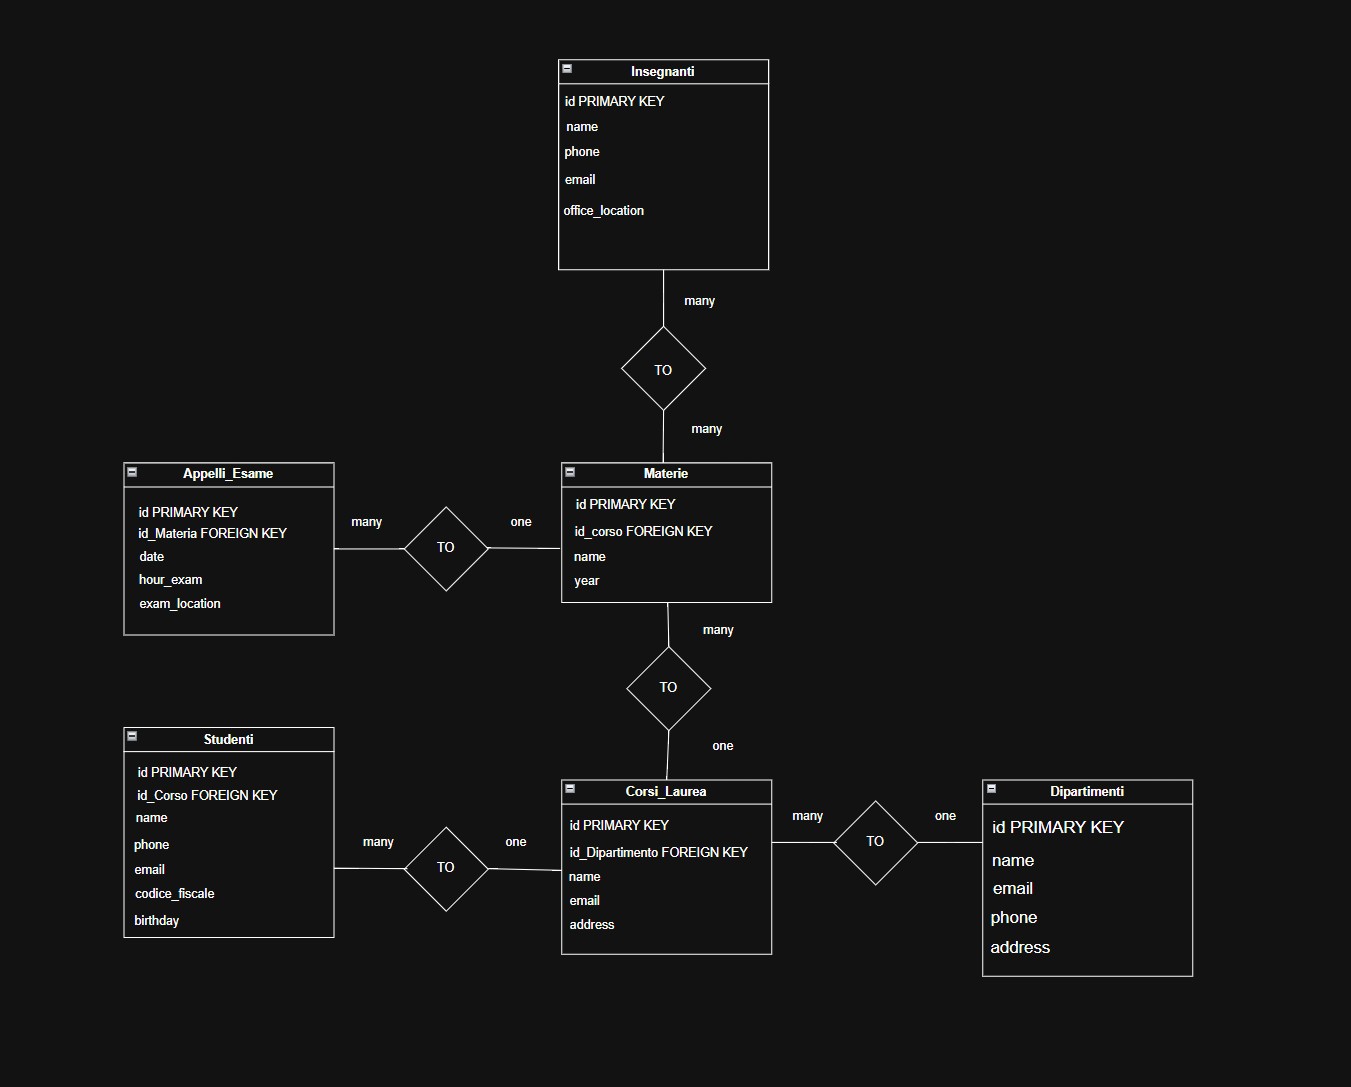 Insegnanti
id PRIMARY KEY
name
phone
email
office_location
many
TO
many
Appelli_Esame
id PRIMARY KEY
id_Materia FOREIGN KEY
date
hour_exam
exam_location
many
TO
one
Materie
id PRIMARY KEY
id_corso FOREIGN KEY
name
year
many
TO
one
Studenti
id PRIMARY KEY
id_Corso FOREIGN KEY
name
phone
email
codice_fiscale
birthday
many
TO
one
Corsi_Laurea
id PRIMARY KEY
id_Dipartimento FOREIGN KEY
name
email
address
many
TO
one
Dipartimenti
id PRIMARY KEY
name
email
phone
address